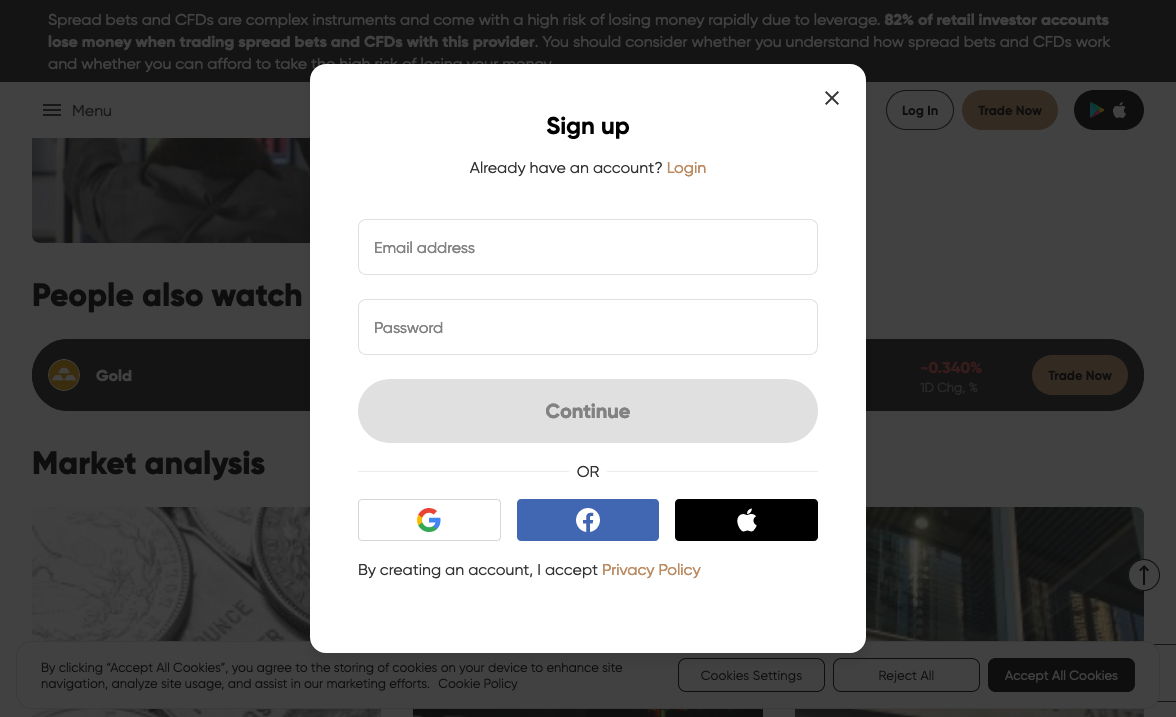 Spread bets and CFDs are complex instruments and come with a high risk of losing money rapidly due to leverage. 82% of retail investor accounts
lose money when trading spread bets and CFDs with this provider. You should consider whether you understand how spread bets and CFDs work
and whether you can afford to take the high risk of losing your money.
Menu
Log In
Trade Now
Sign up
Already have an account? Login
Email address
Password
Continue
OR
By creating an account, I accept Privacy Policy
People also watch
Gold
-0.340%
1D Chg, %
Trade Now
Market analysis
OUNCE
By clicking "Accept All Cookies", you agree to the storing of cookies on your device to enhance site
navigation, analyze site usage, and assist in our marketing efforts. Cookie Policy
Cookies Settings
Reject All
Accept All Cookies